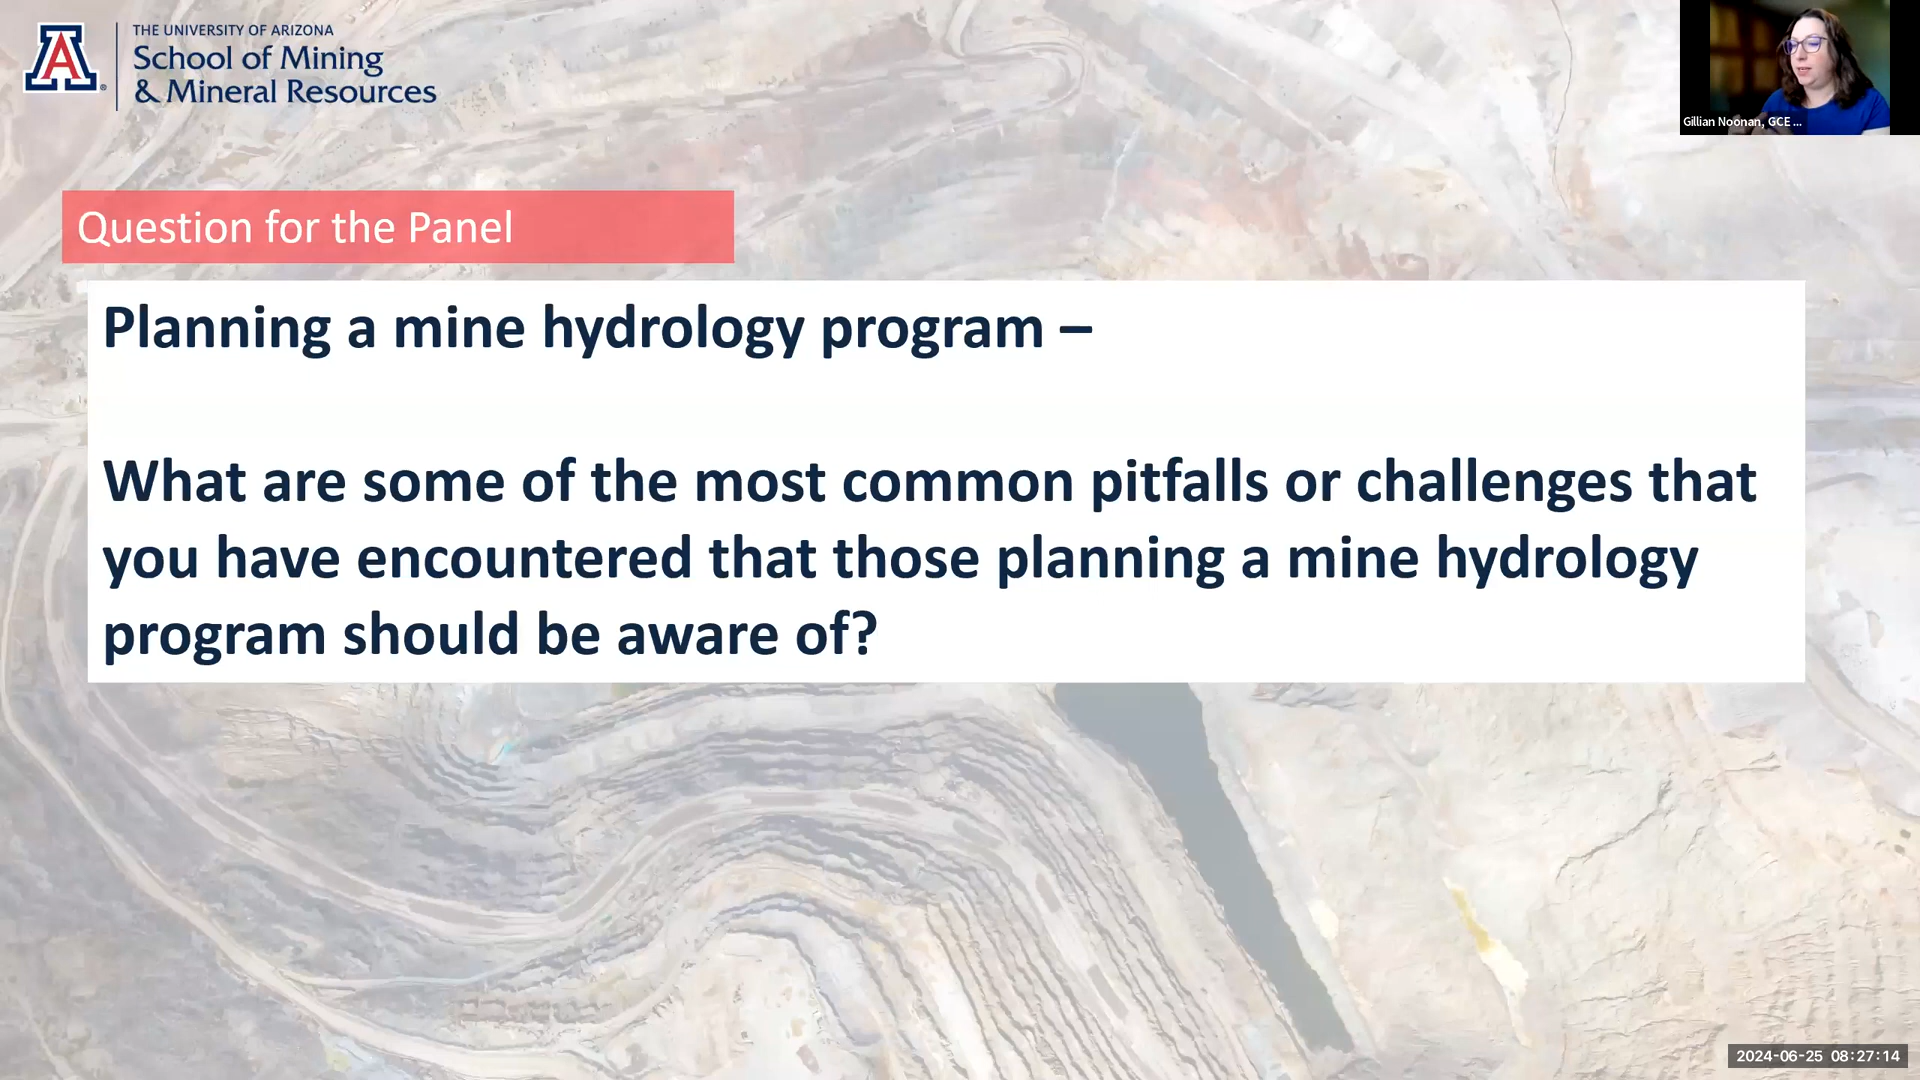 THE UNIVERSITY OF ARIZONA
School of Mining
& Mineral Resources
Gillian Noonan, GCE ...
Question for the Panel
Planning a mine hydrology program –
What are some of the most common pitfalls or challenges that
you have encountered that those planning a mine hydrology
program should be aware of?
2024-06-25 08:27:14